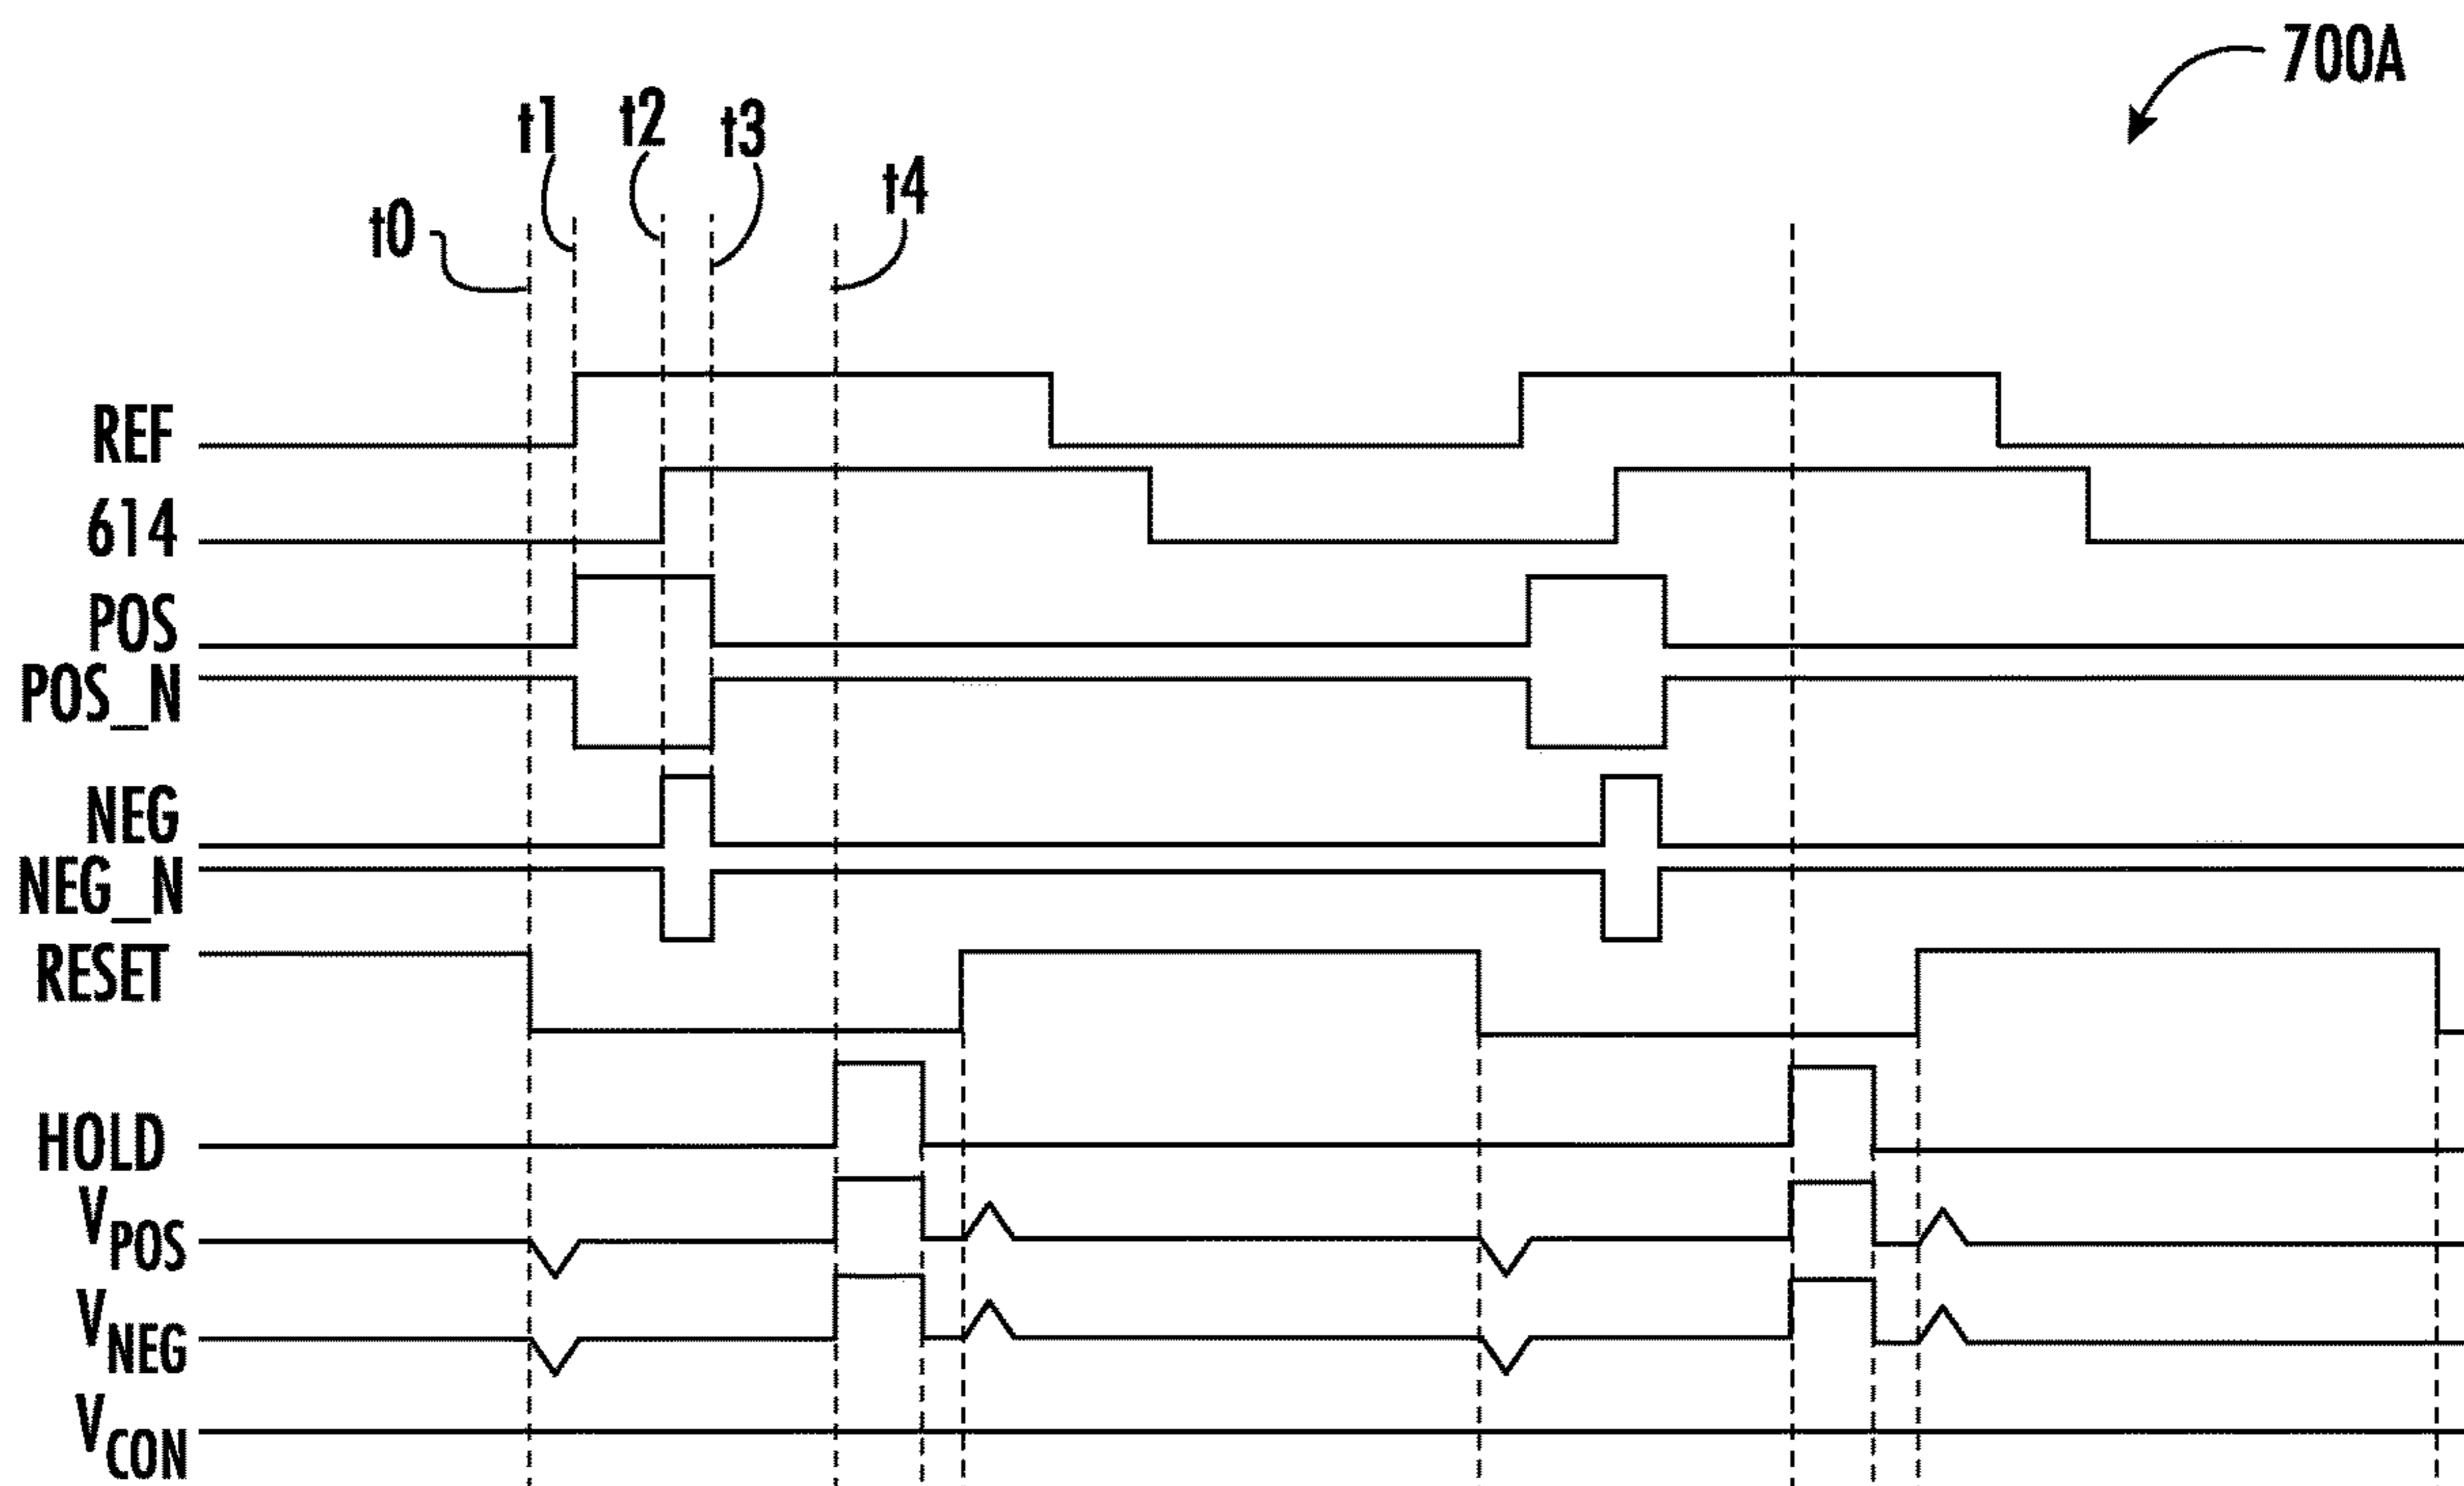 700A
t1
t2
t3
t4
t0
REF
614
POS
POS_N
NEG
NEG_N
RESET
HOLD
VPOS
VNEG
VCON